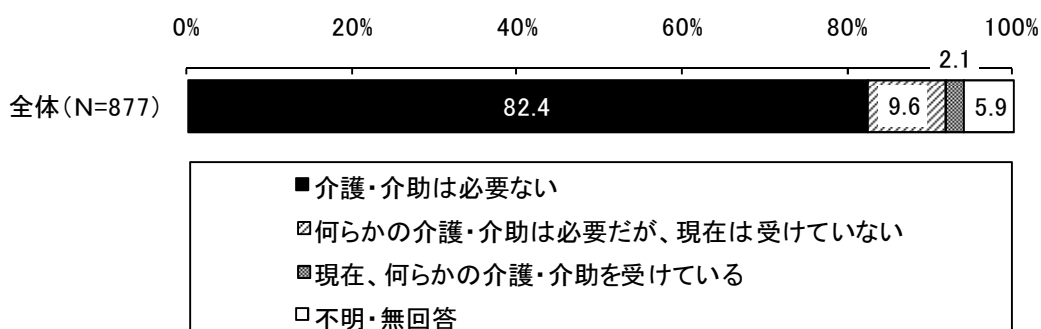 0% 20% 40% 60% 80% 100%
2.1
全体(N=877) 82.4 9.6 5.9
介護・介助は必要ない
何らかの介護・介助は必要だが、現在は受けていない
現在、何らかの介護・介助を受けている
不明・無回答